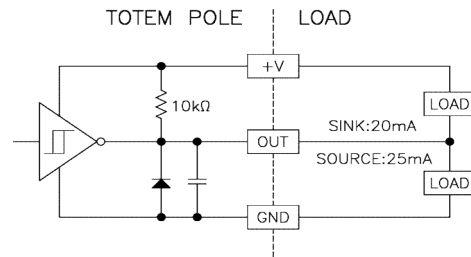 TOTEM POLE LOAD
+V
10kΩ
LOAD
SINK:20mA
OUT
SOURCE:25mA
LOAD
GND